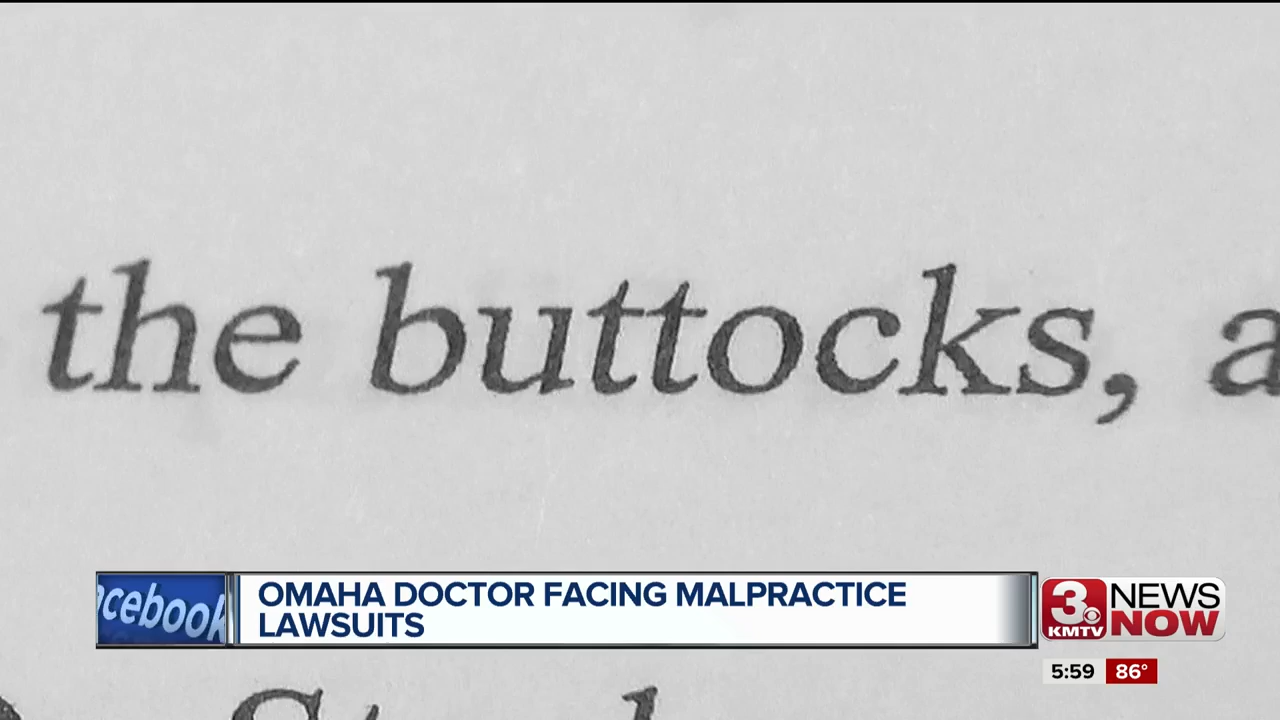 the buttocks, a
cebook
OMAHA DOCTOR FACING MALPRACTICE
LAWSUITS
3 NEWS
KMTV NOW
5:59 86°